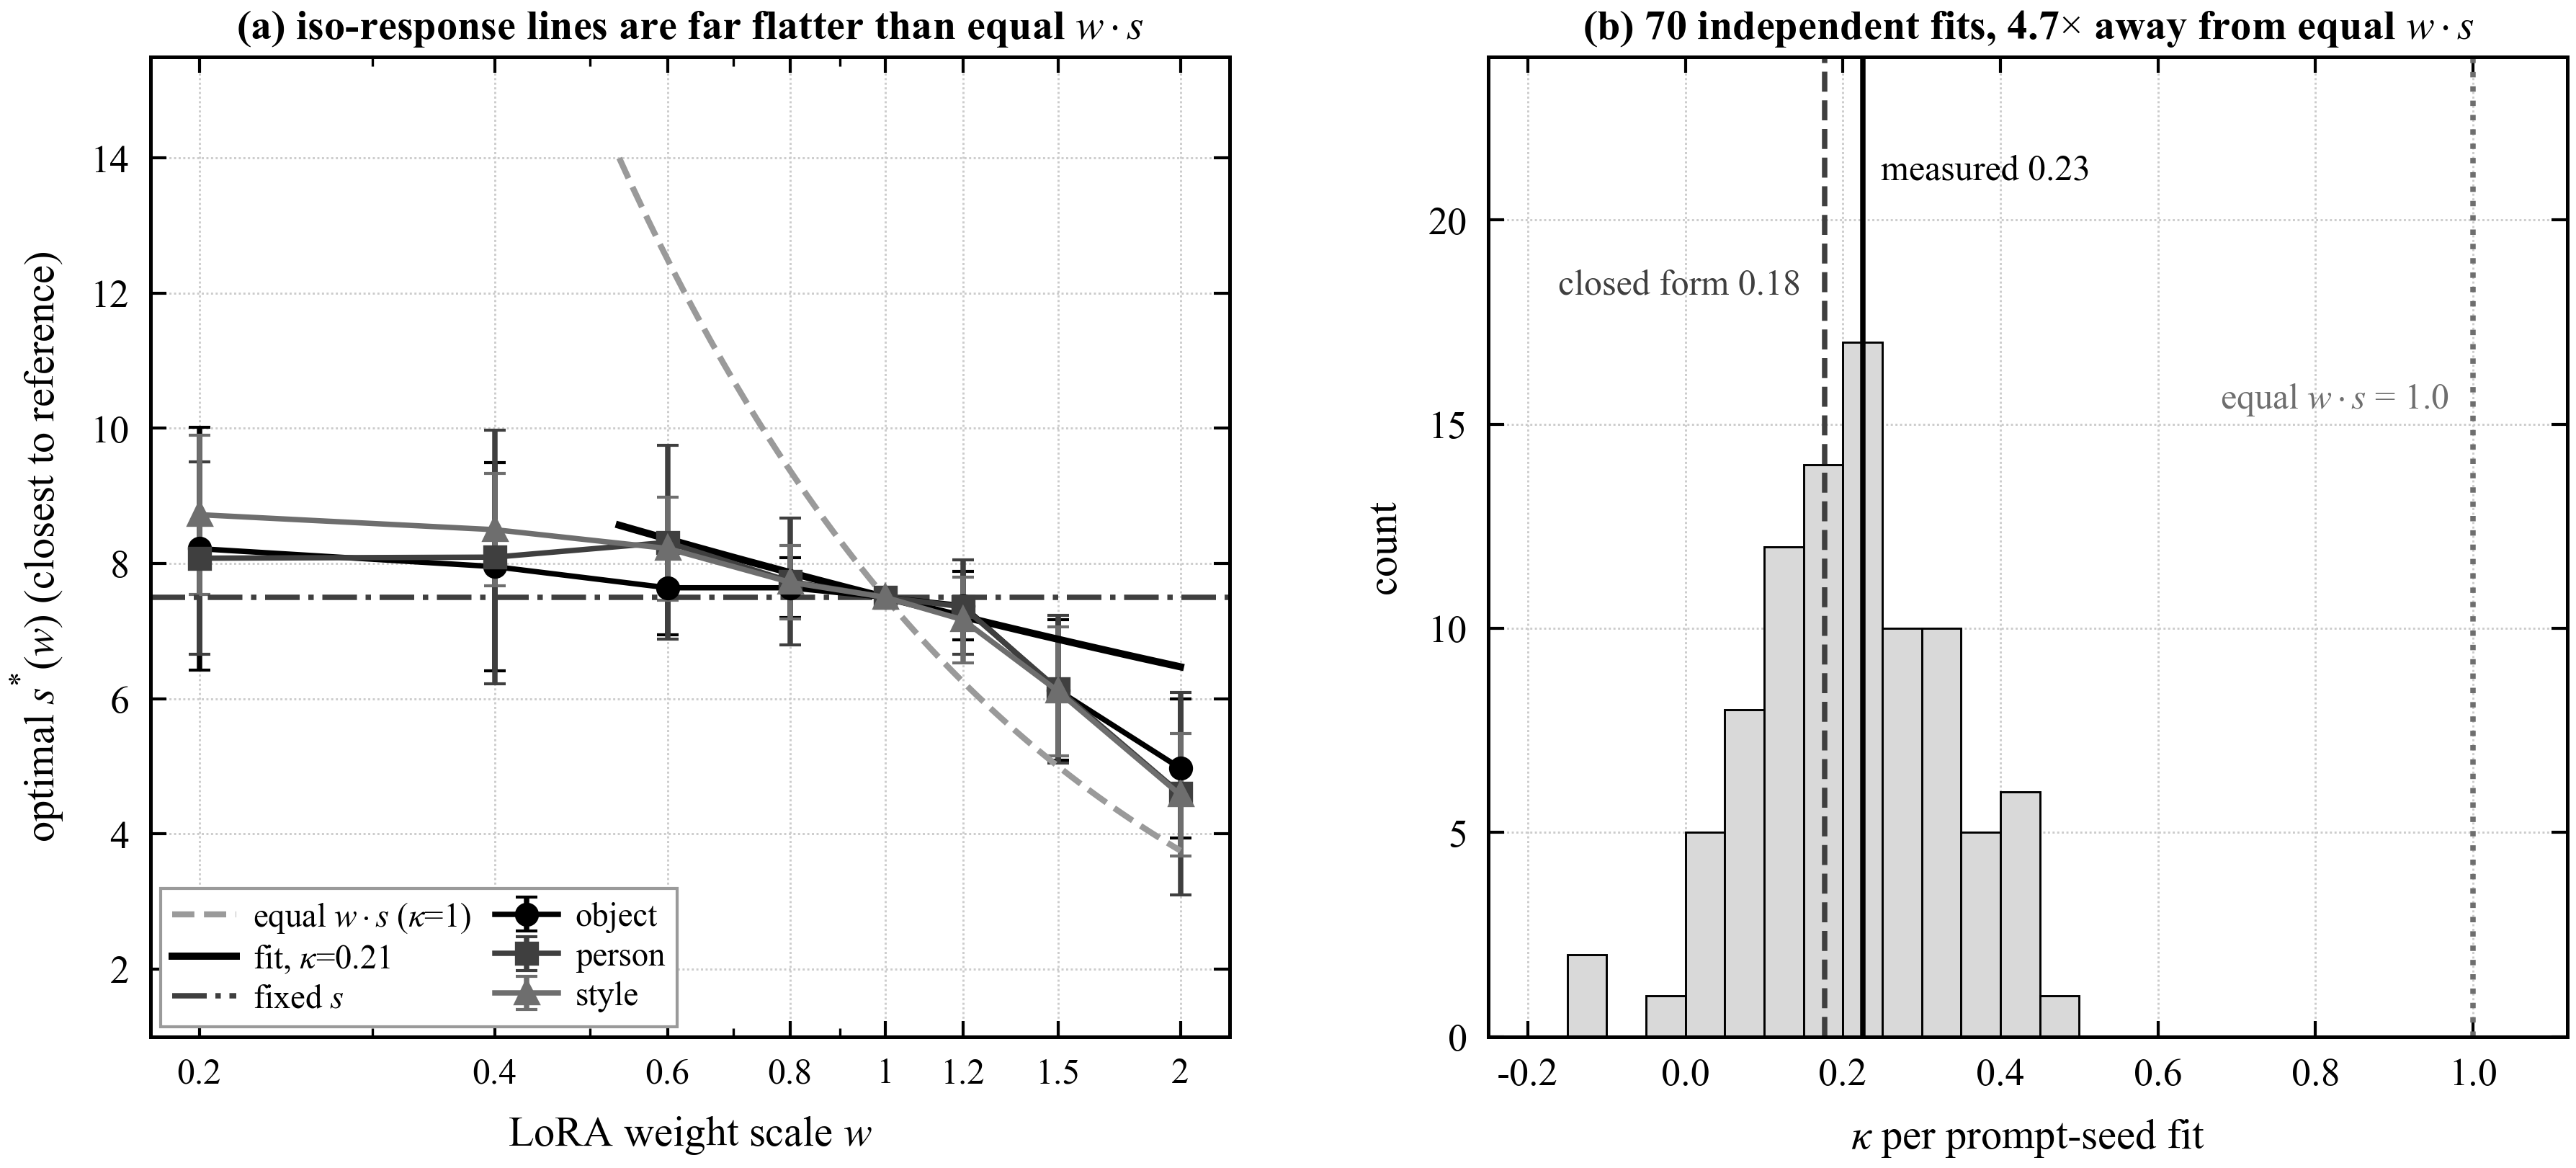 (a) iso-response lines are far flatter than equal w · s
optimal s* (w) (closest to reference)
14
12
10
8
6
4
2
equal w · s (κ=1)
fit, κ=0.21
fixed s
object
person
style
0.2 0.4 0.6 0.8 1 1.2 1.5 2
LoRA weight scale w
(b) 70 independent fits, 4.7× away from equal w · s
count
20
15
10
5
0
measured 0.23
closed form 0.18
equal w · s = 1.0
-0.2 0.0 0.2 0.4 0.6 0.8 1.0
κ per prompt-seed fit